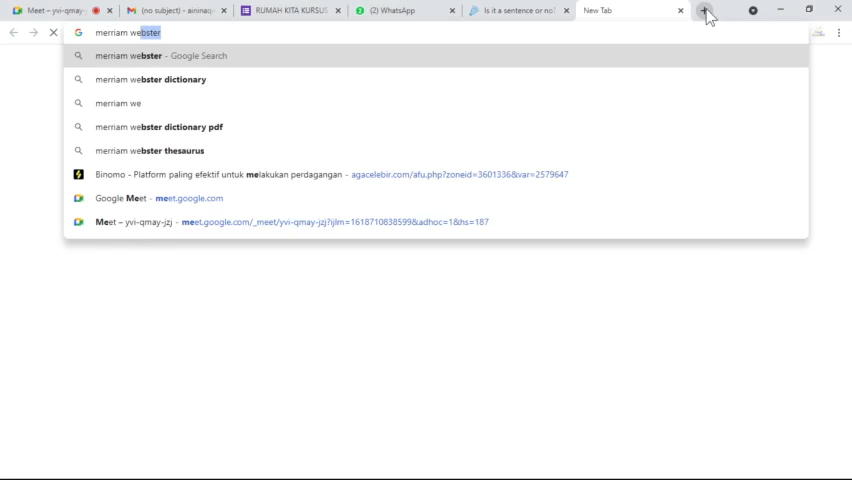 Meet – yvi-qmay-
(no subject) - aininaq
RUMAH KITA KURSUS
(2) WhatsApp
Is it a sentence or no?
New Tab
merriam webster
merriam webster - Google Search
merriam webster dictionary
merriam we
merriam webster dictionary pdf
merriam webster thesaurus
Binomo - Platform paling efektif untuk melakukan perdagangan - agacelebir.com/afu.php?zoneid=3601336&var=2579647
Google Meet - meet.google.com
Meet – yvi-qmay-jzj - meet.google.com/_meet/yvi-qmay-jzj?ijlm=1618710838599&adhoc=1&hs=187